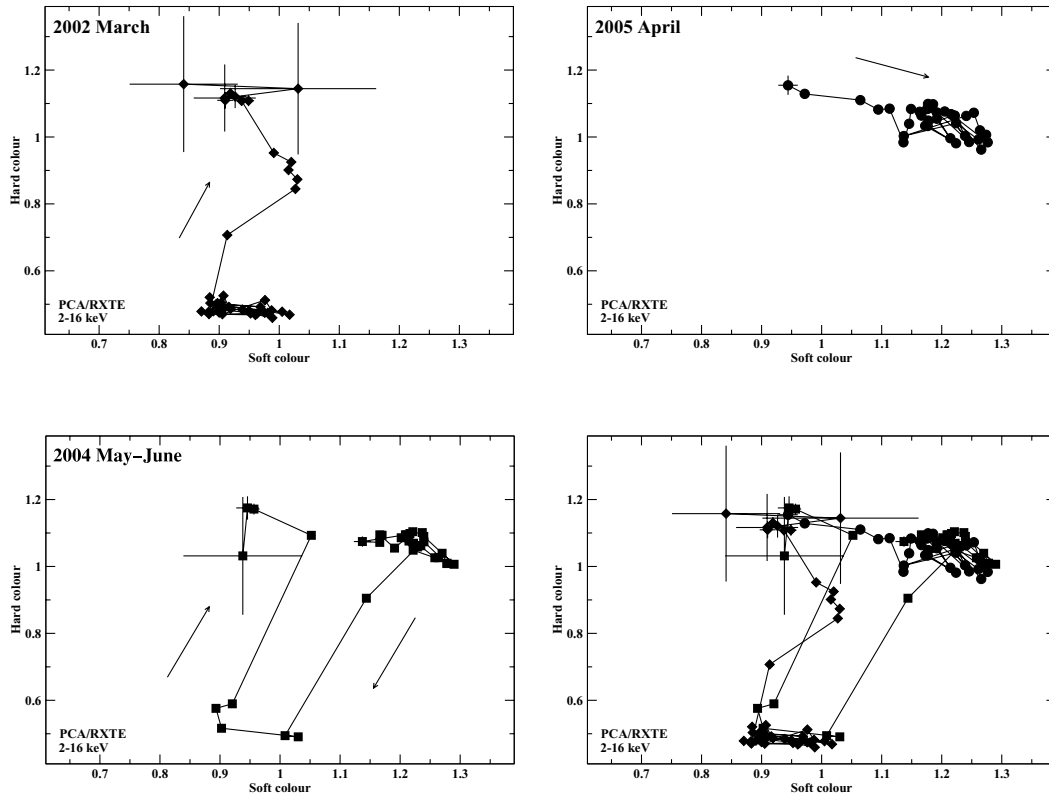 2002 March
Hard colour
1.2
1
0.8
0.6
PCA/RXTE
2-16 keV
0.7
0.8
0.9
1
1.1
1.2
1.3
Soft colour
2005 April
Hard colour
1.2
1
0.8
0.6
PCA/RXTE
2-16 keV
0.7
0.8
0.9
1
1.1
1.2
1.3
Soft colour
2004 May−June
Hard colour
1.2
1
0.8
0.6
PCA/RXTE
2-16 keV
0.7
0.8
0.9
1
1.1
1.2
1.3
Soft colour
Hard colour
1.2
1
0.8
0.6
PCA/RXTE
2-16 keV
0.7
0.8
0.9
1
1.1
1.2
1.3
Soft colour